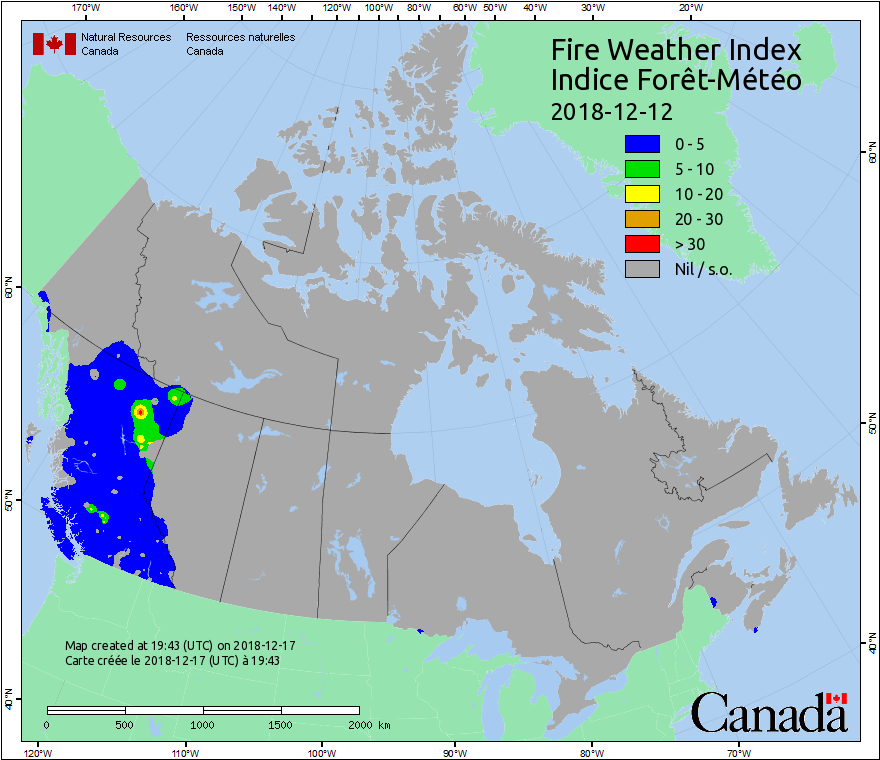 170°W 160°W 150°W 140°W 130°W 120°W 110°W 100°W 90°W 80°W 60°W 50°W 40°W 30°W 20°W
Natural Resources Canada
Ressources naturelles Canada
Fire Weather Index
Indice Forêt-Météo
2018-12-12
0 - 5
5 - 10
10 - 20
20 - 30
> 30
Nil / s.o.
60°N
60°N
50°N
50°N
40°N
40°N
Map created at 19:43 (UTC) on 2018-12-17
Carte créée le 2018-12-17 (UTC) à 19:43
0 500 1000 1500 2000 km
Canada
120°W 110°W 100°W 90°W 80°W 70°W